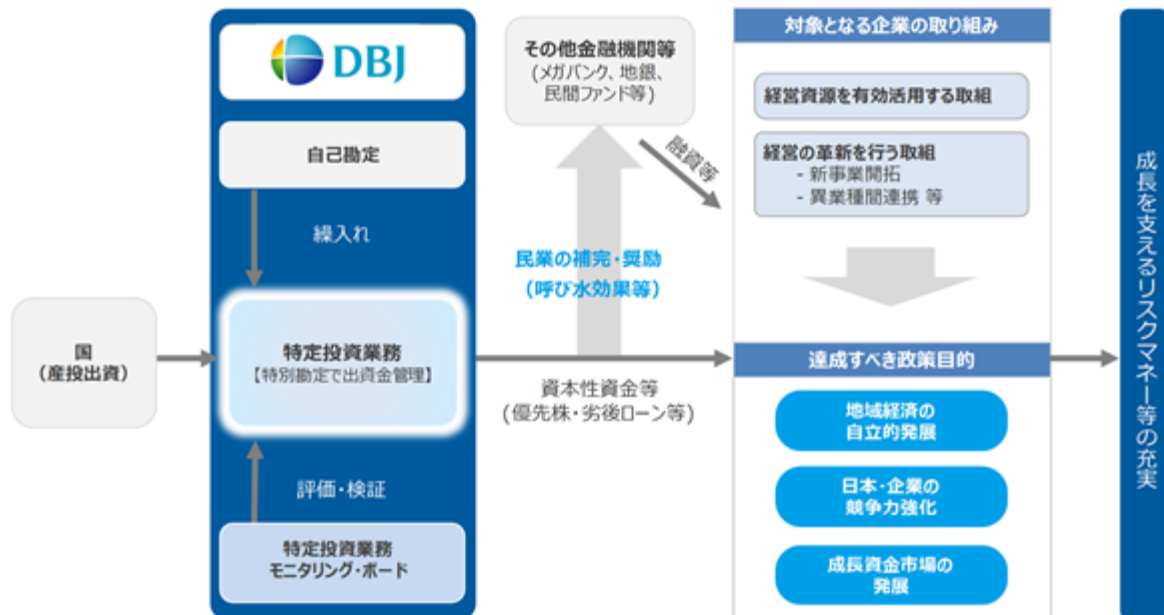 DBJ
自己勘定
繰入れ
国
(産投出資)
特定投資業務
【特別勘定で出資金管理】
評価・検証
特定投資業務
モニタリング・ボード
その他金融機関等
(メガバンク、地銀、
民間ファンド等)
融資等
民業の補完・奨励
(呼び水効果等)
資本性資金等
(優先株・劣後ローン等)
対象となる企業の取り組み
経営資源を有効活用する取組
経営の革新を行う取組
- 新事業開拓
- 異業種間連携 等
達成すべき政策目的
地域経済の
自立的発展
日本・企業の
競争力強化
成長資金市場の
発展
成長を支えるリスクマネー等の充実